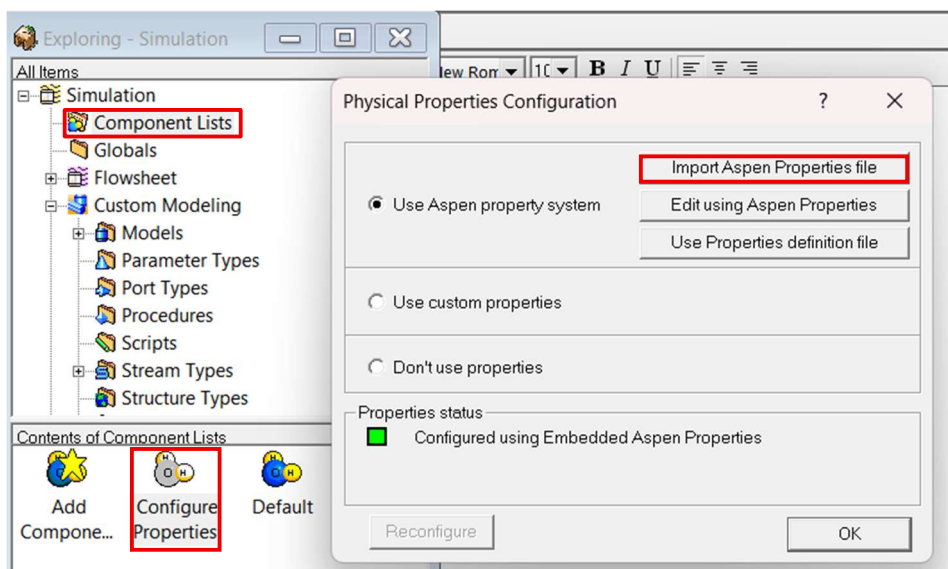 Exploring - Simulation
All Items
Simulation
Component Lists
Globals
Flowsheet
Custom Modeling
Models
Parameter Types
Port Types
Procedures
Scripts
Stream Types
Structure Types
Contents of Component Lists
Add
Compone...
Configure
Properties
Default
B I U
Physical Properties Configuration
?
Import Aspen Properties file
Use Aspen property system
Edit using Aspen Properties
Use Properties definition file
Use custom properties
Don't use properties
Properties status
Configured using Embedded Aspen Properties
Reconfigure
OK